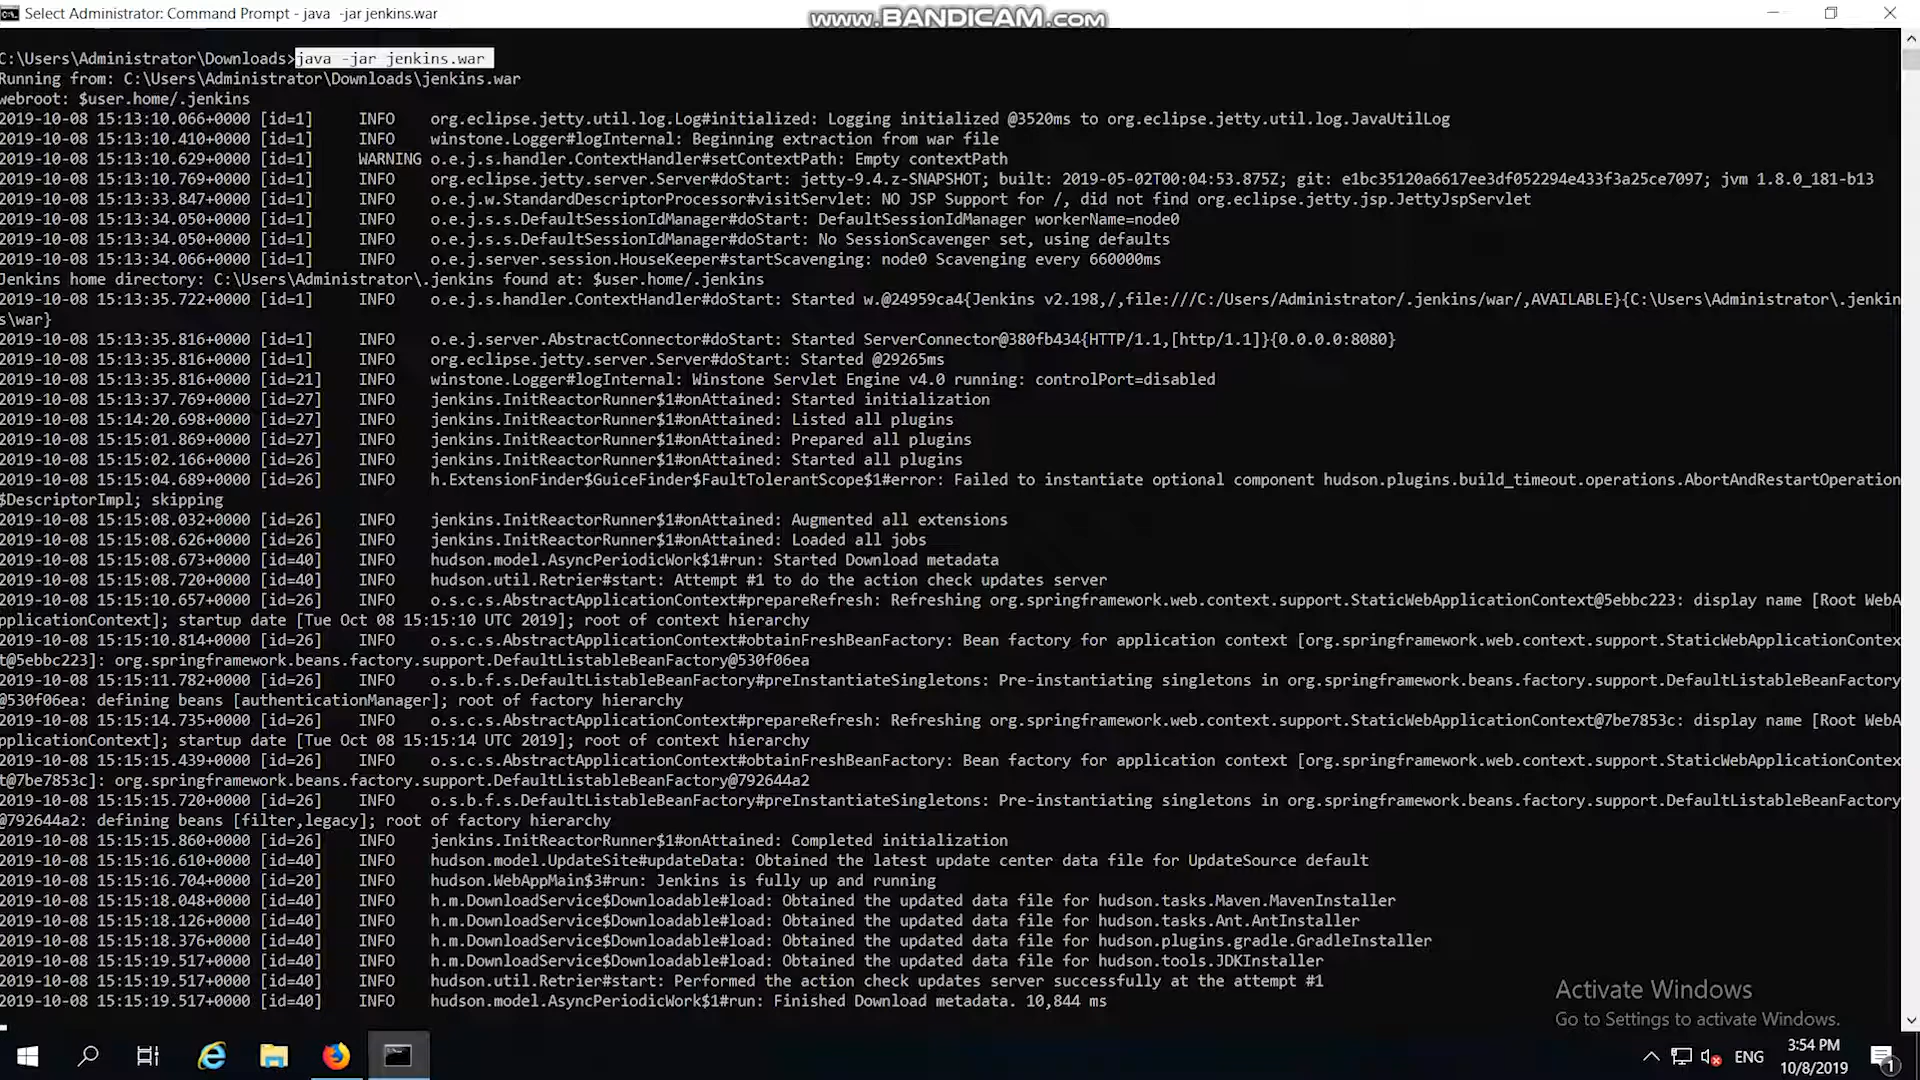 Select Administrator: Command Prompt - java  -jar jenkins.war
www.BANDICAM.com
C:\Users\Administrator\Downloads>java -jar jenkins.war
Running from: C:\Users\Administrator\Downloads\jenkins.war
webroot: $user.home/.jenkins
2019-10-08 15:13:10.066+0000 [id=1]     INFO    org.eclipse.jetty.util.log.Log#initialized: Logging initialized @3520ms to org.eclipse.jetty.util.log.JavaUtilLog
2019-10-08 15:13:10.410+0000 [id=1]     INFO    winstone.Logger#logInternal: Beginning extraction from war file
2019-10-08 15:13:10.629+0000 [id=1]     WARNING o.e.j.s.handler.ContextHandler#setContextPath: Empty contextPath
2019-10-08 15:13:10.769+0000 [id=1]     INFO    org.eclipse.jetty.server.Server#doStart: jetty-9.4.z-SNAPSHOT; built: 2019-05-02T00:04:53.875Z; git: e1bc35120a6617ee3df052294e433f3a25ce7097; jvm 1.8.0_181-b13
2019-10-08 15:13:33.847+0000 [id=1]     INFO    o.e.j.w.StandardDescriptorProcessor#visitServlet: NO JSP Support for /, did not find org.eclipse.jetty.jsp.JettyJspServlet
2019-10-08 15:13:34.050+0000 [id=1]     INFO    o.e.j.s.s.DefaultSessionIdManager#doStart: DefaultSessionIdManager workerName=node0
2019-10-08 15:13:34.050+0000 [id=1]     INFO    o.e.j.s.s.DefaultSessionIdManager#doStart: No SessionScavenger set, using defaults
2019-10-08 15:13:34.066+0000 [id=1]     INFO    o.e.j.server.session.HouseKeeper#startScavenging: node0 Scavenging every 660000ms
Jenkins home directory: C:\Users\Administrator\.jenkins found at: $user.home/.jenkins
2019-10-08 15:13:35.722+0000 [id=1]     INFO    o.e.j.s.handler.ContextHandler#doStart: Started w.@24959ca4{Jenkins v2.198,/,file:///C:/Users/Administrator/.jenkins/war/,AVAILABLE}{C:\Users\Administrator\.jenkin
s\war}
2019-10-08 15:13:35.816+0000 [id=1]     INFO    o.e.j.server.AbstractConnector#doStart: Started ServerConnector@380fb434{HTTP/1.1,[http/1.1]}{0.0.0.0:8080}
2019-10-08 15:13:35.816+0000 [id=1]     INFO    org.eclipse.jetty.server.Server#doStart: Started @29265ms
2019-10-08 15:13:35.816+0000 [id=21]    INFO    winstone.Logger#logInternal: Winstone Servlet Engine v4.0 running: controlPort=disabled
2019-10-08 15:13:37.769+0000 [id=27]    INFO    jenkins.InitReactorRunner$1#onAttained: Started initialization
2019-10-08 15:14:20.698+0000 [id=27]    INFO    jenkins.InitReactorRunner$1#onAttained: Listed all plugins
2019-10-08 15:15:01.869+0000 [id=27]    INFO    jenkins.InitReactorRunner$1#onAttained: Prepared all plugins
2019-10-08 15:15:02.166+0000 [id=26]    INFO    jenkins.InitReactorRunner$1#onAttained: Started all plugins
2019-10-08 15:15:04.689+0000 [id=26]    INFO    h.ExtensionFinder$GuiceFinder$FaultTolerantScope$1#error: Failed to instantiate optional component hudson.plugins.build_timeout.operations.AbortAndRestartOperation
$DescriptorImpl; skipping
2019-10-08 15:15:08.032+0000 [id=26]    INFO    jenkins.InitReactorRunner$1#onAttained: Augmented all extensions
2019-10-08 15:15:08.626+0000 [id=26]    INFO    jenkins.InitReactorRunner$1#onAttained: Loaded all jobs
2019-10-08 15:15:08.673+0000 [id=40]    INFO    hudson.model.AsyncPeriodicWork$1#run: Started Download metadata
2019-10-08 15:15:08.720+0000 [id=40]    INFO    hudson.util.Retrier#start: Attempt #1 to do the action check updates server
2019-10-08 15:15:10.657+0000 [id=26]    INFO    o.s.c.s.AbstractApplicationContext#prepareRefresh: Refreshing org.springframework.web.context.support.StaticWebApplicationContext@5ebbc223: display name [Root WebA
pplicationContext]; startup date [Tue Oct 08 15:15:10 UTC 2019]; root of context hierarchy
2019-10-08 15:15:10.814+0000 [id=26]    INFO    o.s.c.s.AbstractApplicationContext#obtainFreshBeanFactory: Bean factory for application context [org.springframework.web.context.support.StaticWebApplicationContext
t@5ebbc223]: org.springframework.beans.factory.support.DefaultListableBeanFactory@530f06ea
2019-10-08 15:15:11.782+0000 [id=26]    INFO    o.s.b.f.s.DefaultListableBeanFactory#preInstantiateSingletons: Pre-instantiating singletons in org.springframework.beans.factory.support.DefaultListableBeanFactory
@530f06ea: defining beans [authenticationManager]; root of factory hierarchy
2019-10-08 15:15:14.735+0000 [id=26]    INFO    o.s.c.s.AbstractApplicationContext#prepareRefresh: Refreshing org.springframework.web.context.support.StaticWebApplicationContext@7be7853c: display name [Root WebA
pplicationContext]; startup date [Tue Oct 08 15:15:14 UTC 2019]; root of context hierarchy
2019-10-08 15:15:15.439+0000 [id=26]    INFO    o.s.c.s.AbstractApplicationContext#obtainFreshBeanFactory: Bean factory for application context [org.springframework.web.context.support.StaticWebApplicationContext
t@7be7853c]: org.springframework.beans.factory.support.DefaultListableBeanFactory@792644a2
2019-10-08 15:15:15.720+0000 [id=26]    INFO    o.s.b.f.s.DefaultListableBeanFactory#preInstantiateSingletons: Pre-instantiating singletons in org.springframework.beans.factory.support.DefaultListableBeanFactory
@792644a2: defining beans [filter,legacy]; root of factory hierarchy
2019-10-08 15:15:15.860+0000 [id=26]    INFO    jenkins.InitReactorRunner$1#onAttained: Completed initialization
2019-10-08 15:15:16.610+0000 [id=40]    INFO    hudson.model.UpdateSite#updateData: Obtained the latest update center data file for UpdateSource default
2019-10-08 15:15:16.704+0000 [id=20]    INFO    hudson.WebAppMain$3#run: Jenkins is fully up and running
2019-10-08 15:15:18.048+0000 [id=40]    INFO    h.m.DownloadService$Downloadable#load: Obtained the updated data file for hudson.tasks.Maven.MavenInstaller
2019-10-08 15:15:18.126+0000 [id=40]    INFO    h.m.DownloadService$Downloadable#load: Obtained the updated data file for hudson.tasks.Ant.AntInstaller
2019-10-08 15:15:18.376+0000 [id=40]    INFO    h.m.DownloadService$Downloadable#load: Obtained the updated data file for hudson.plugins.gradle.GradleInstaller
2019-10-08 15:15:19.517+0000 [id=40]    INFO    h.m.DownloadService$Downloadable#load: Obtained the updated data file for hudson.tools.JDKInstaller
2019-10-08 15:15:19.517+0000 [id=40]    INFO    hudson.util.Retrier#start: Performed the action check updates server successfully at the attempt #1
2019-10-08 15:15:19.517+0000 [id=40]    INFO    hudson.model.AsyncPeriodicWork$1#run: Finished Download metadata. 10,844 ms
Activate Windows
Go to Settings to activate Windows.
ENG
3:54 PM
10/8/2019
1